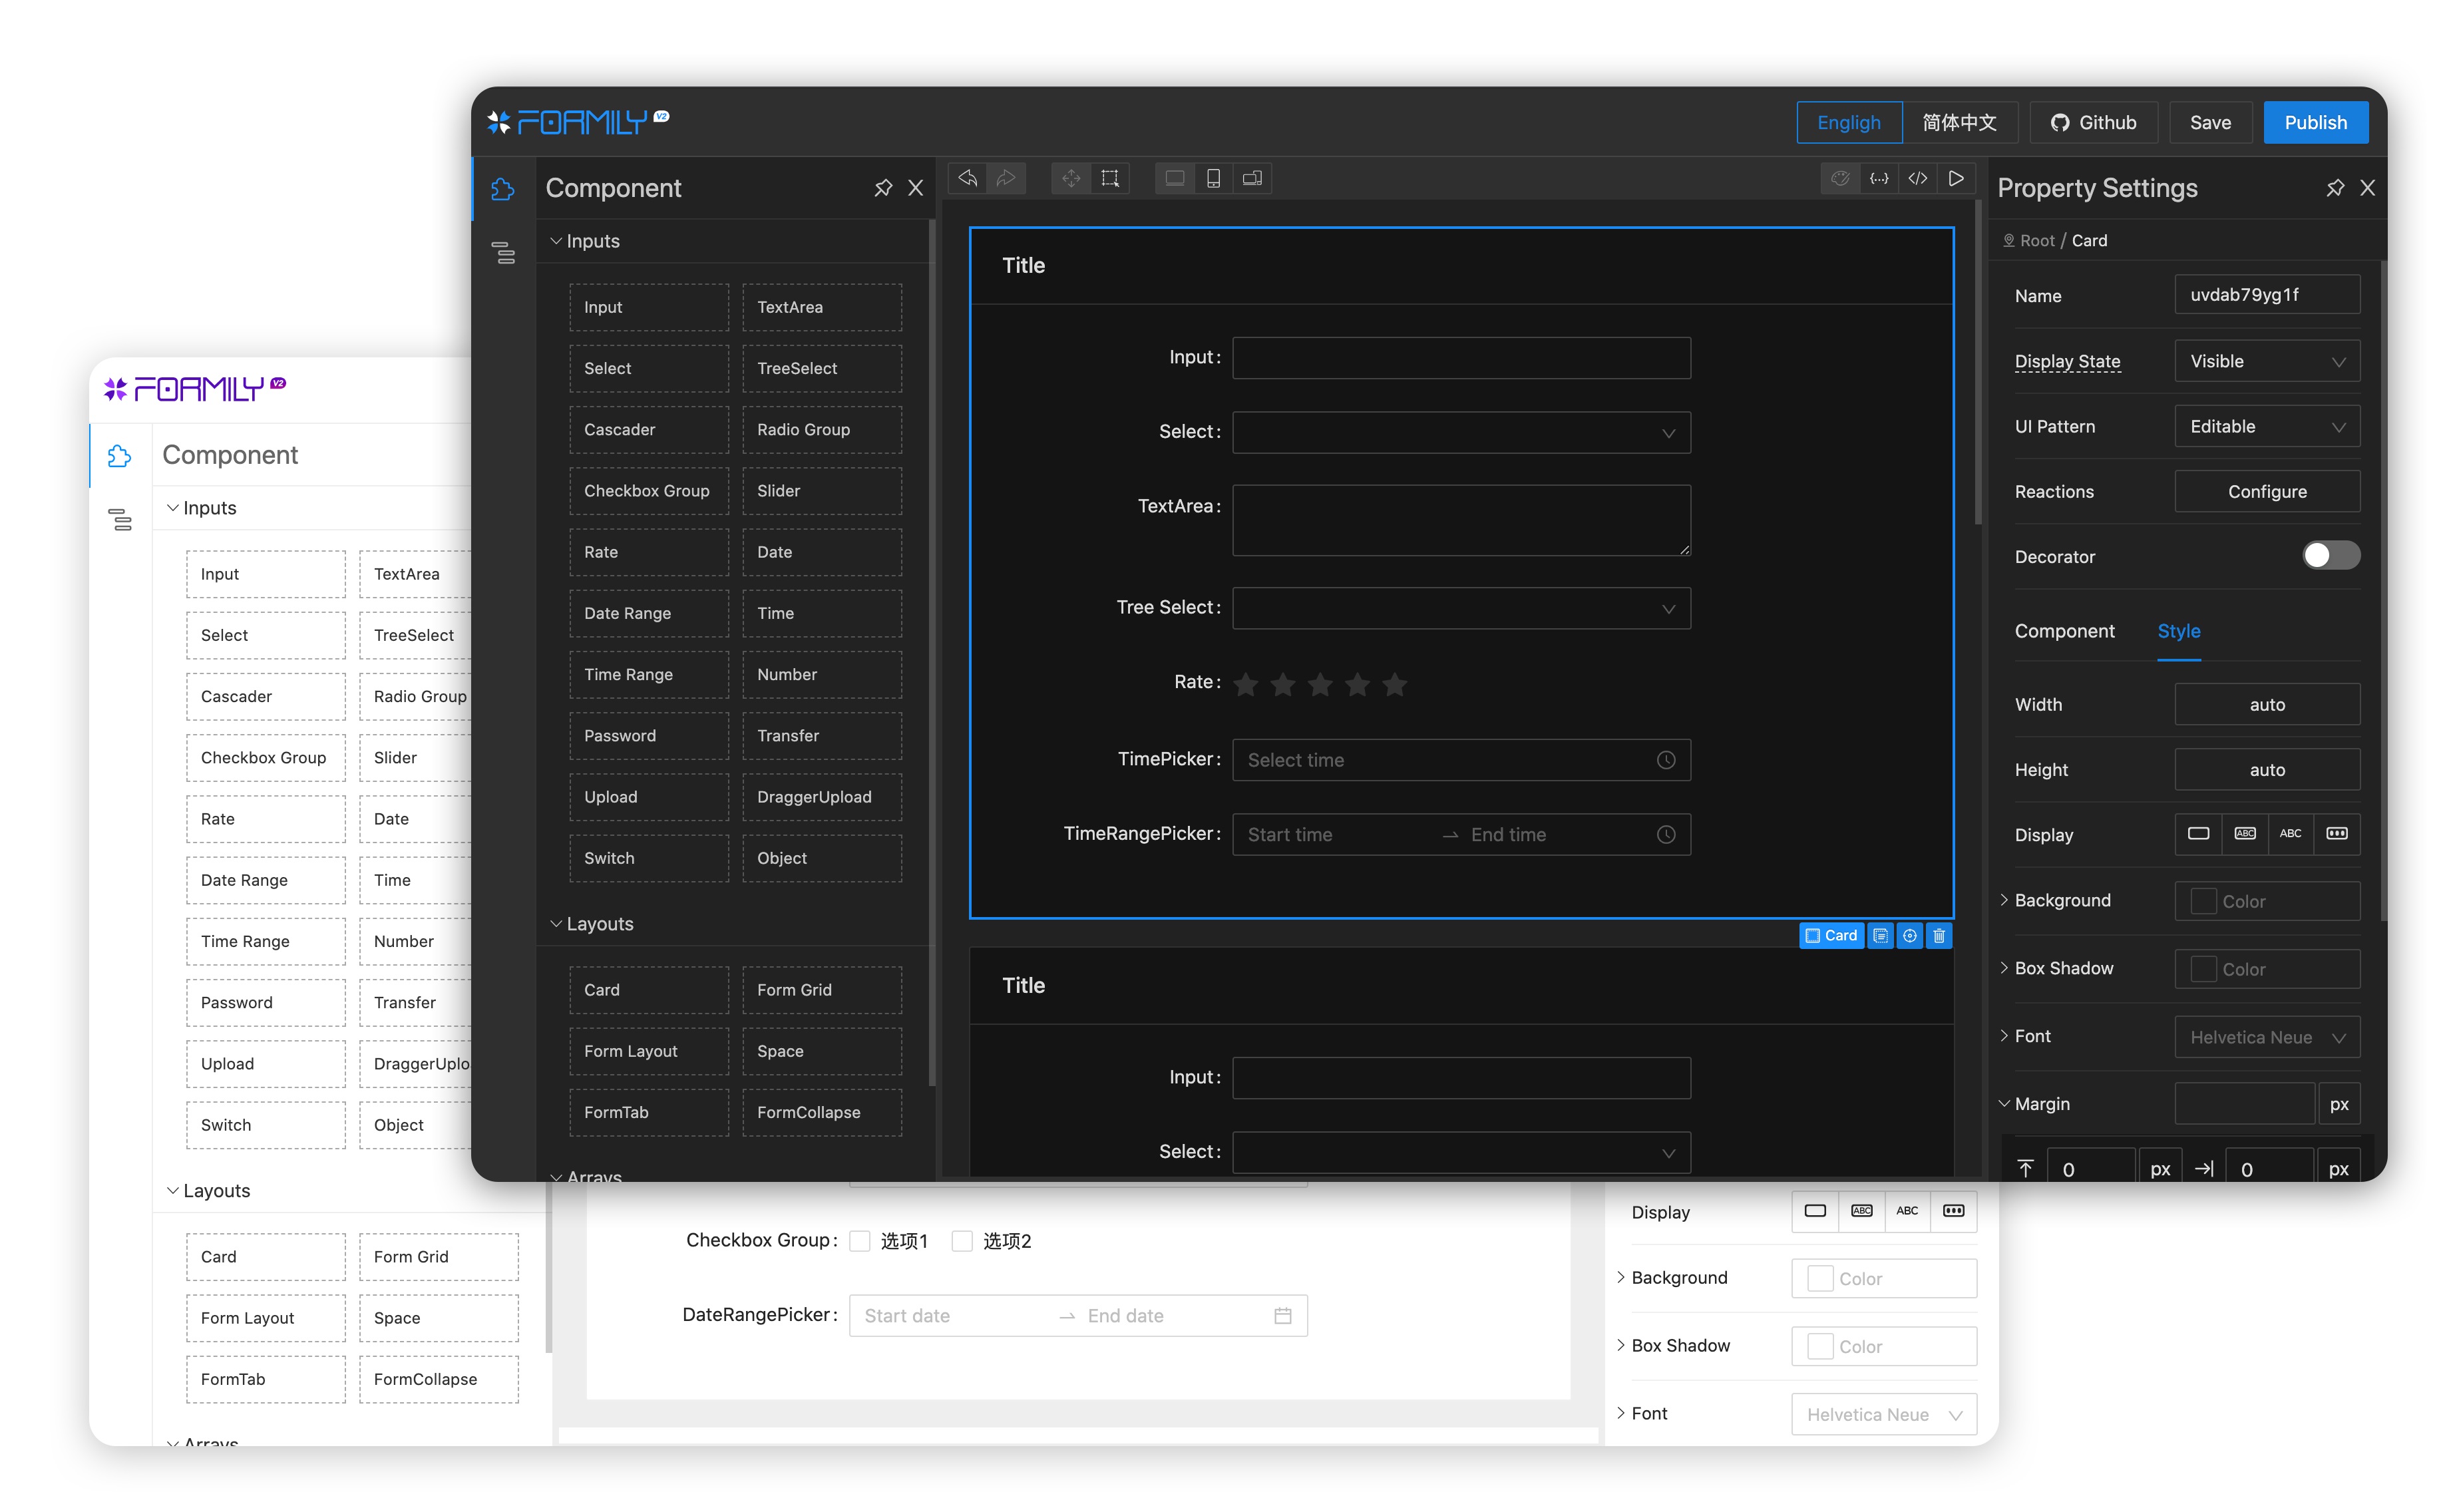 FORMILY V2
Engligh
简体中文
Github
Save
Publish
Component
Inputs
Input
TextArea
Select
TreeSelect
Cascader
Radio Group
Checkbox Group
Slider
Rate
Date
Date Range
Time
Time Range
Number
Password
Transfer
Upload
DraggerUpload
Switch
Object
Layouts
Card
Form Grid
Form Layout
Space
FormTab
FormCollapse
Arrays
{...}
</>
Title
Input:
Select:
TextArea:
Tree Select:
Rate:
TimePicker: Select time
TimeRangePicker: Start time End time
Card
Title
Input:
Select:
Property Settings
Root / Card
Name uvdab79yg1f
Display State Visible
UI Pattern Editable
Reactions Configure
Decorator
Component Style
Width auto
Height auto
Display ABC ABC
Background Color
Box Shadow Color
Font Helvetica Neue
Margin px
0 px 0 px
FORMILY V2
Component
Inputs
Input
TextArea
Select
TreeSelect
Cascader
Radio Group
Checkbox Group
Slider
Rate
Date
Date Range
Time
Time Range
Number
Password
Transfer
Upload
DraggerUplo
Switch
Object
Layouts
Card
Form Grid
Form Layout
Space
FormTab
FormCollapse
Arrays
Checkbox Group: 选项1 选项2
DateRangePicker: Start date End date
Display ABC ABC
Background Color
Box Shadow Color
Font Helvetica Neue